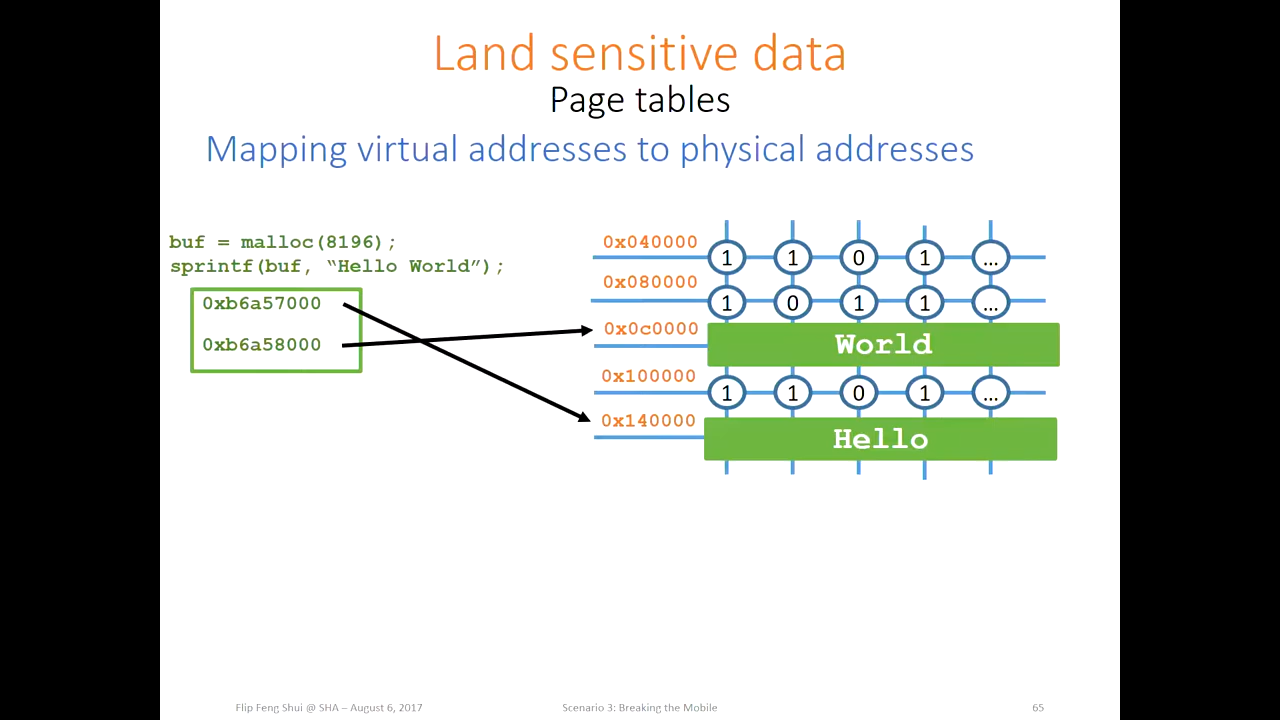 Land sensitive data
Page tables
Mapping virtual addresses to physical addresses
buf = malloc(8196);
sprintf(buf, “Hello World”);
0xb6a57000
0xb6a58000
0x040000
1 1 0 1 ...
0x080000
1 0 1 1 ...
0x0c0000
World
0x100000
1 1 0 1 ...
0x140000
Hello
Flip Feng Shui @ SHA – August 6, 2017
Scenario 3: Breaking the Mobile
65